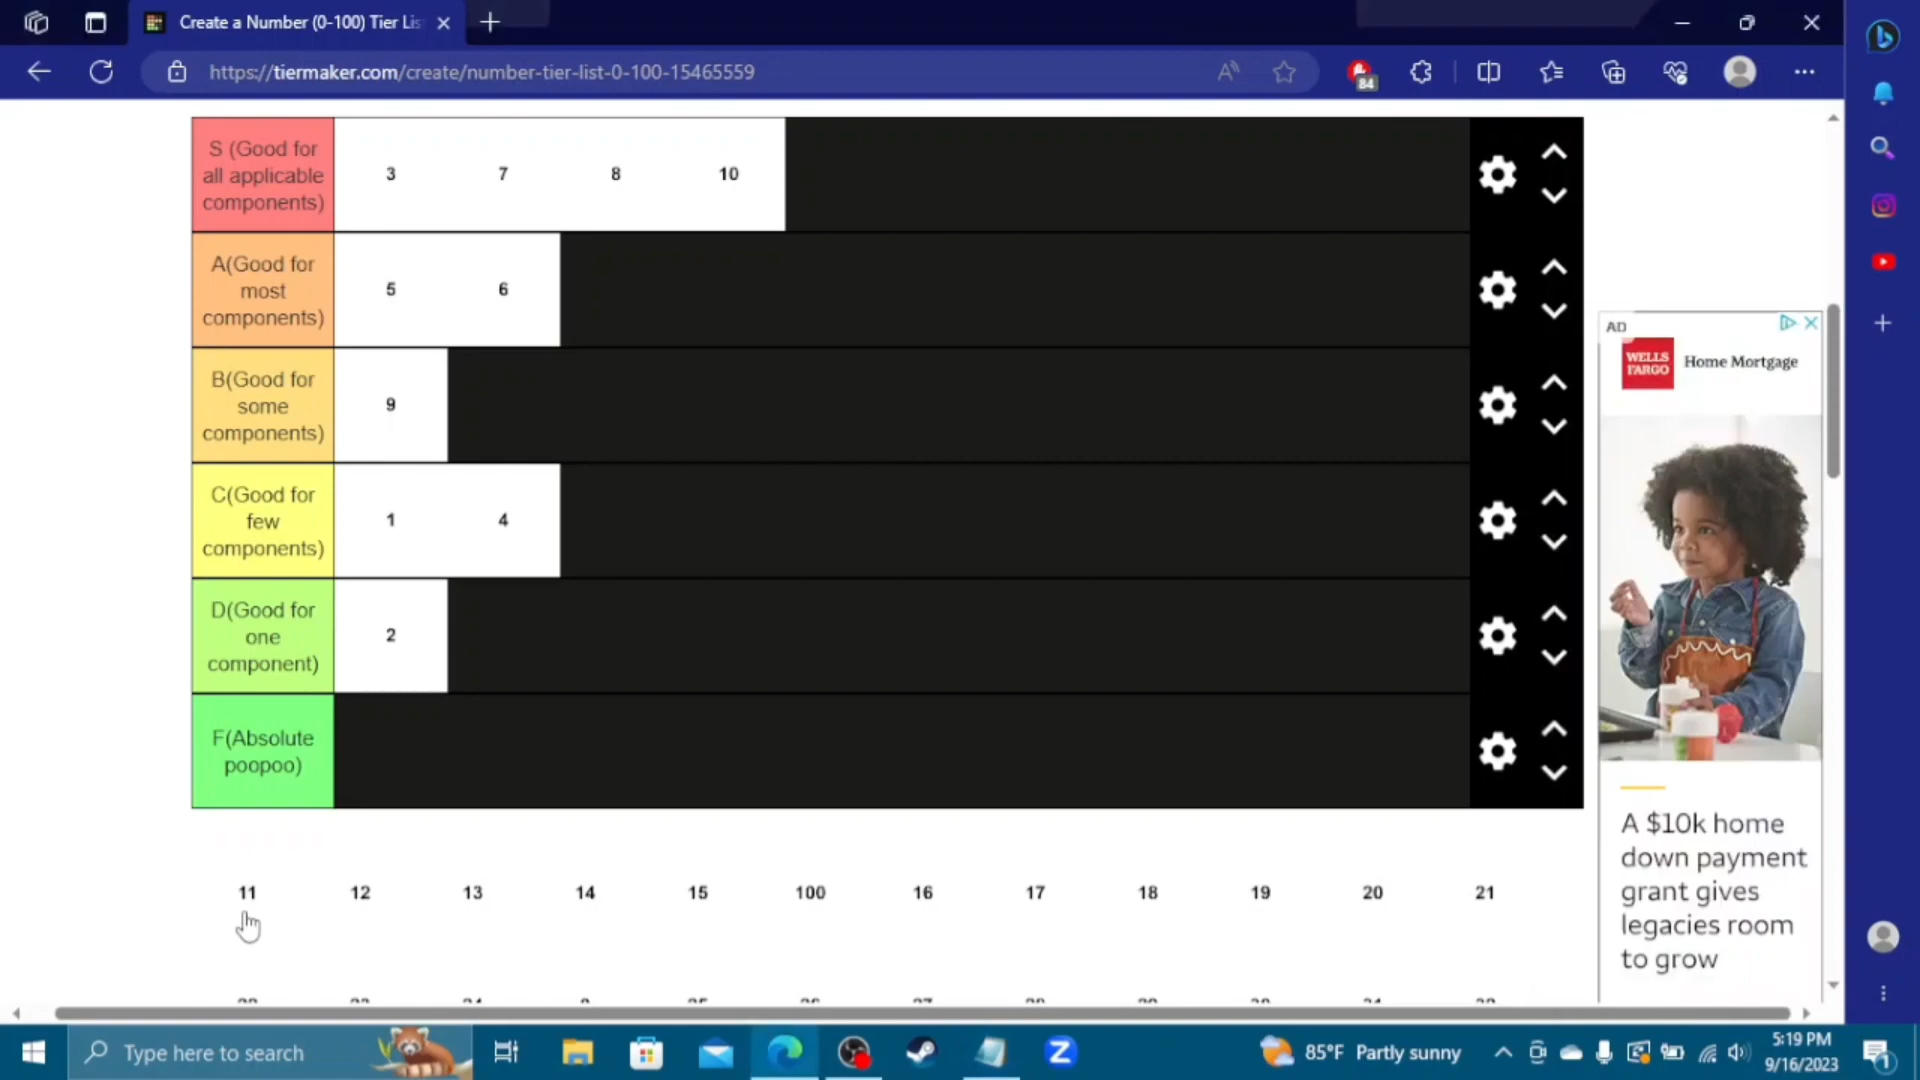 Create a Number (0-100) Tier Lis
https://tiermaker.com/create/number-tier-list-0-100-15465559
84
S (Good for
all applicable
components)
3 7 8 10
A(Good for
most
components)
5 6
B(Good for
some
components)
9
C(Good for
few
components)
1 4
D(Good for
one
component)
2
F(Absolute
poopoo)
11 12 13 14 15 100 16 17 18 19 20 21
AD
WELLS
FARGO
Home Mortgage
A $10k home
down payment
grant gives
legacies room
to grow
Type here to search
85°F Partly sunny
5:19 PM
9/16/2023
1